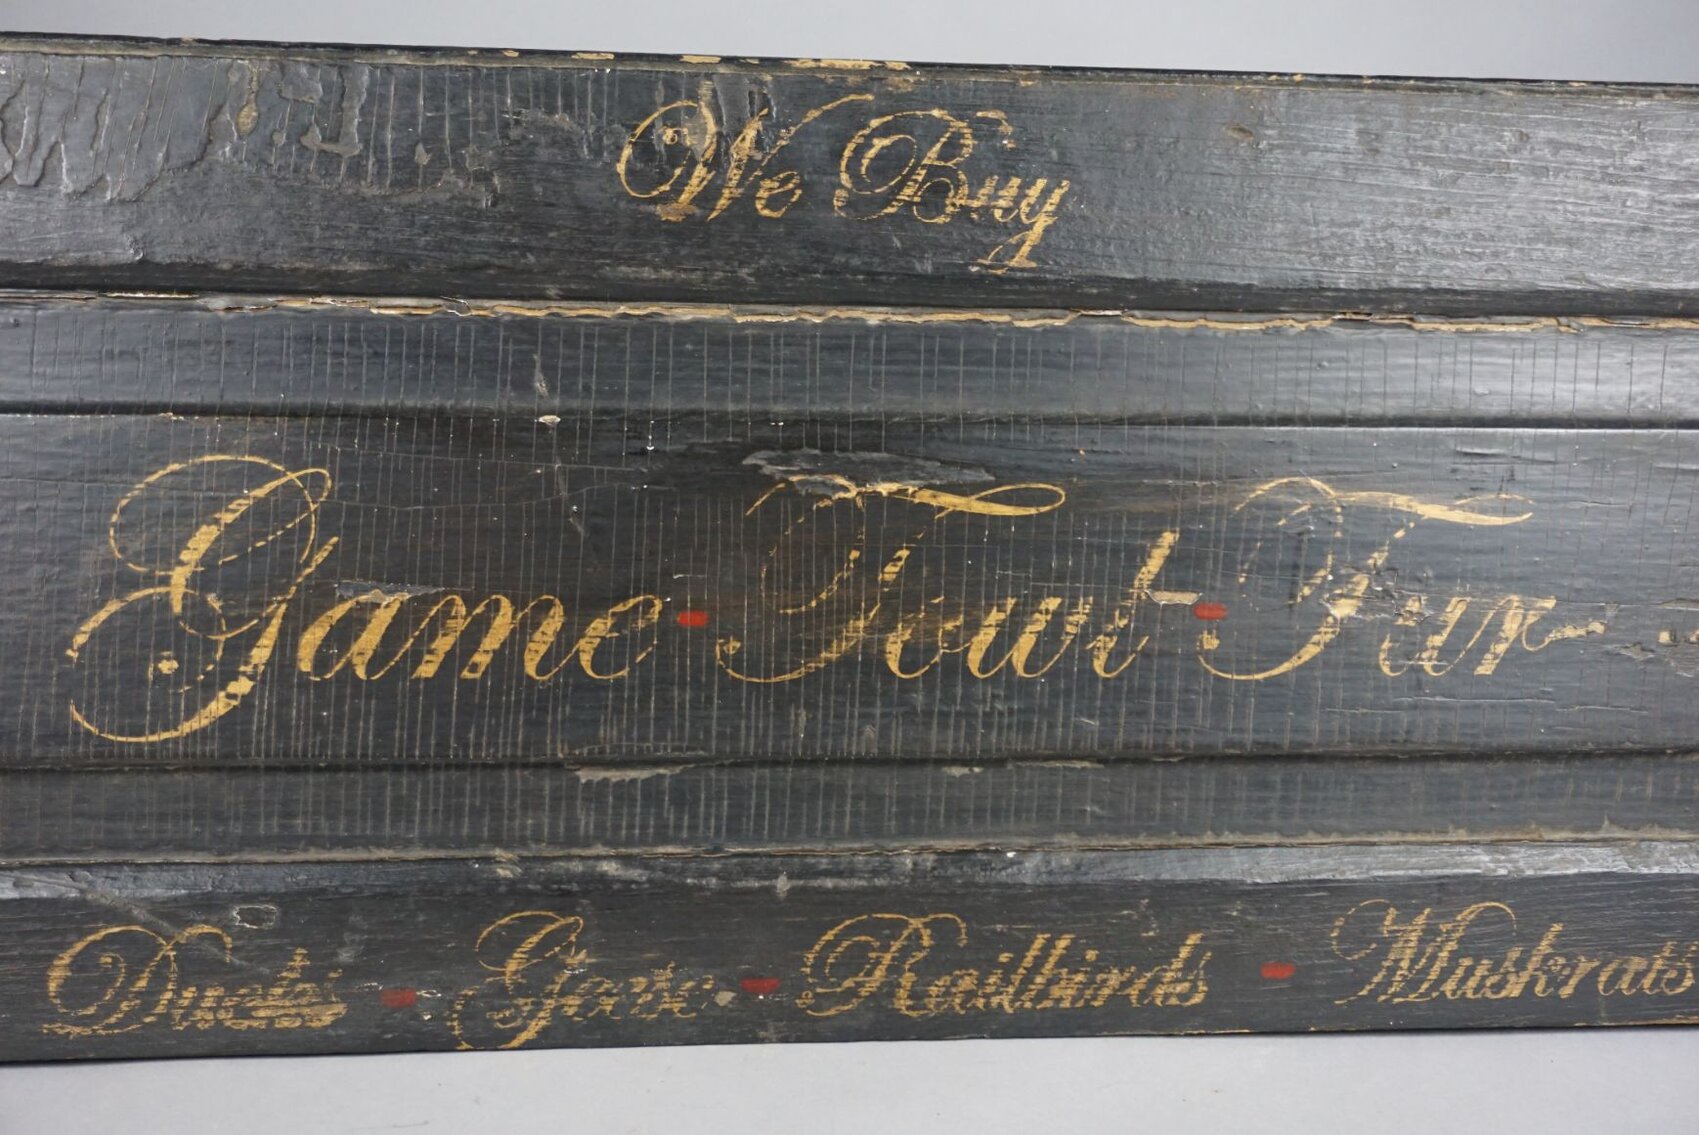 We Buy
Game • Fowl • Fur
Ducks • Geese • Railbirds • Muskrats